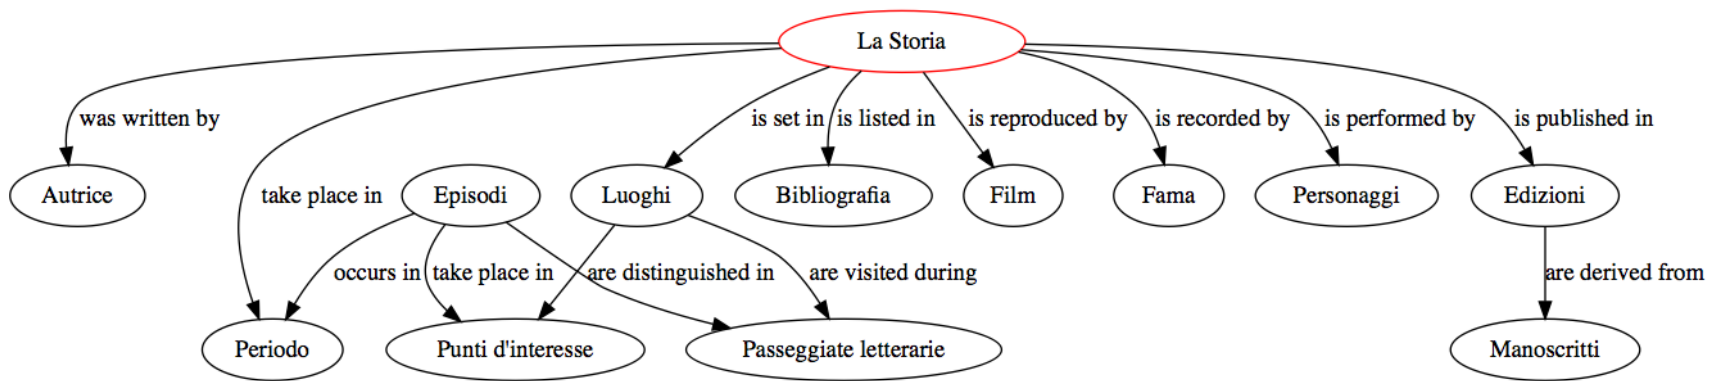 La Storia
was written by
is set in
is listed in
is reproduced by
is recorded by
is performed by
is published in
Autrice
take place in
Episodi
Luoghi
Bibliografia
Film
Fama
Personaggi
Edizioni
occurs in
take place in
are distinguished in
are visited during
are derived from
Periodo
Punti d'interesse
Passeggiate letterarie
Manoscritti